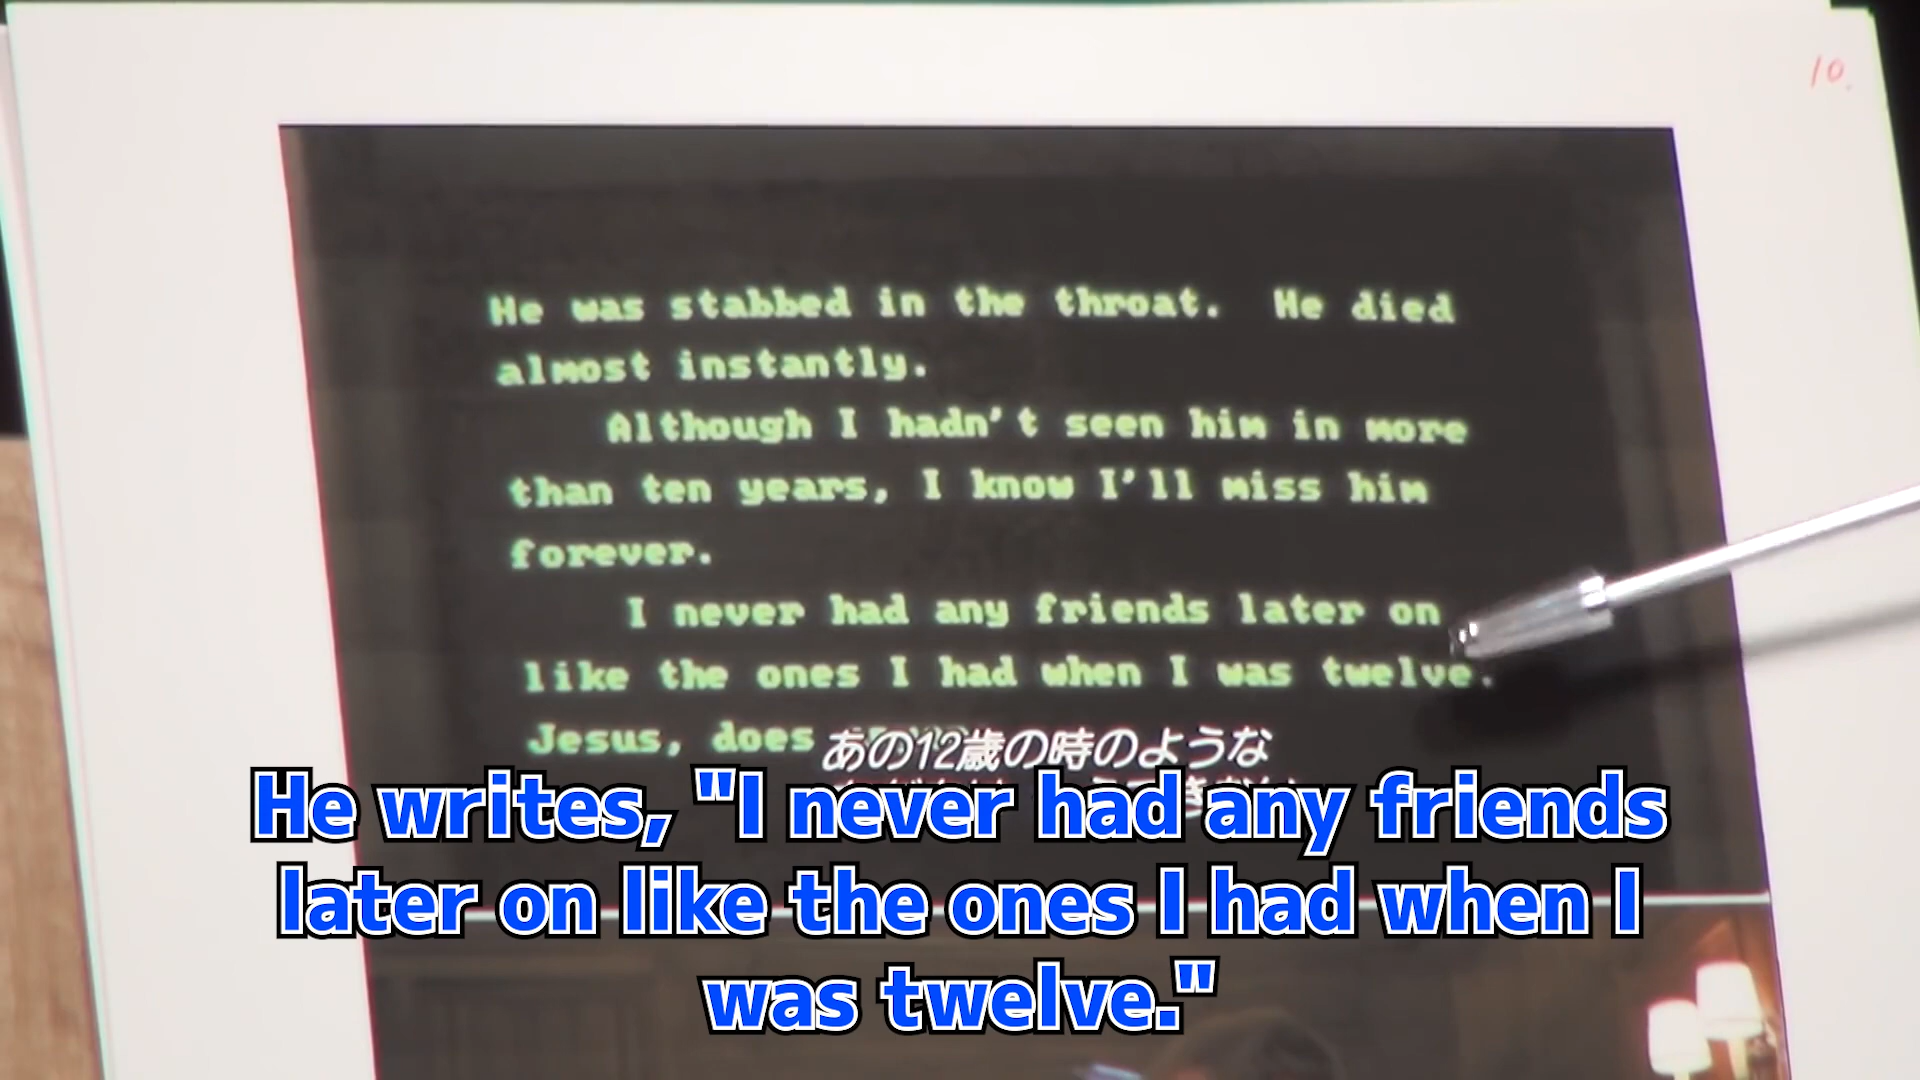 10.
He was stabbed in the throat. He died
almost instantly.
Although I hadn't seen him in more
than ten years, I know I'll miss him
forever.
I never had any friends later on
like the ones I had when I was twelve.
Jesus, does
あの12歳の時のような
He writes, "I never had any friends
later on like the ones I had when I
was twelve."